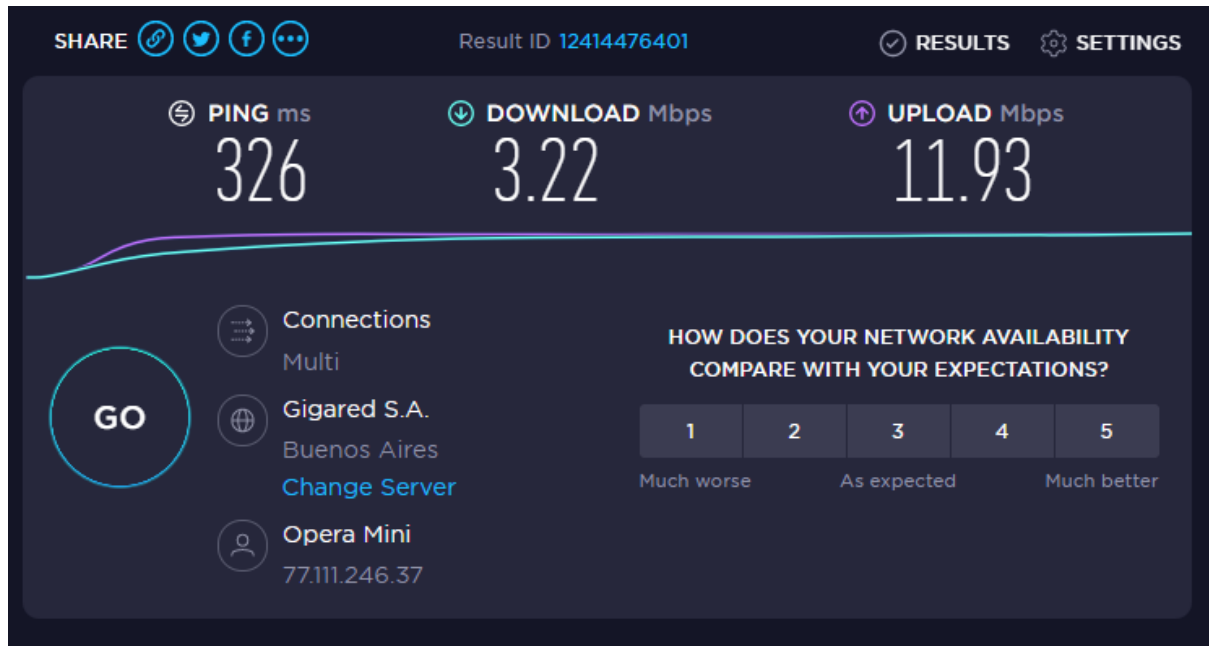 SHARE
Result ID 12414476401
RESULTS
SETTINGS
PING ms
326
DOWNLOAD Mbps
3.22
UPLOAD Mbps
11.93
GO
Connections
Multi
Gigared S.A.
Buenos Aires
Change Server
Opera Mini
77.111.246.37
HOW DOES YOUR NETWORK AVAILABILITY
COMPARE WITH YOUR EXPECTATIONS?
1 2 3 4 5
Much worse As expected Much better